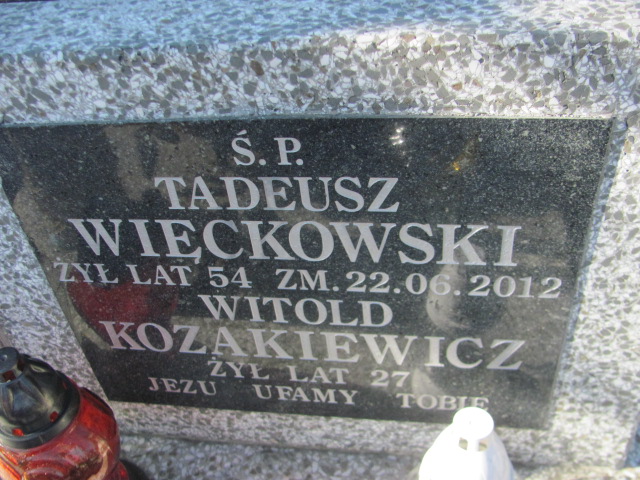 Ś.P.
TADEUSZ
WIĘCKOWSKI
ŻYŁ LAT 54 ZM. 22.06.2012
WITOLD
KOZAKIEWICZ
ŻYŁ LAT 27
JEZU UFAMY TOBIE